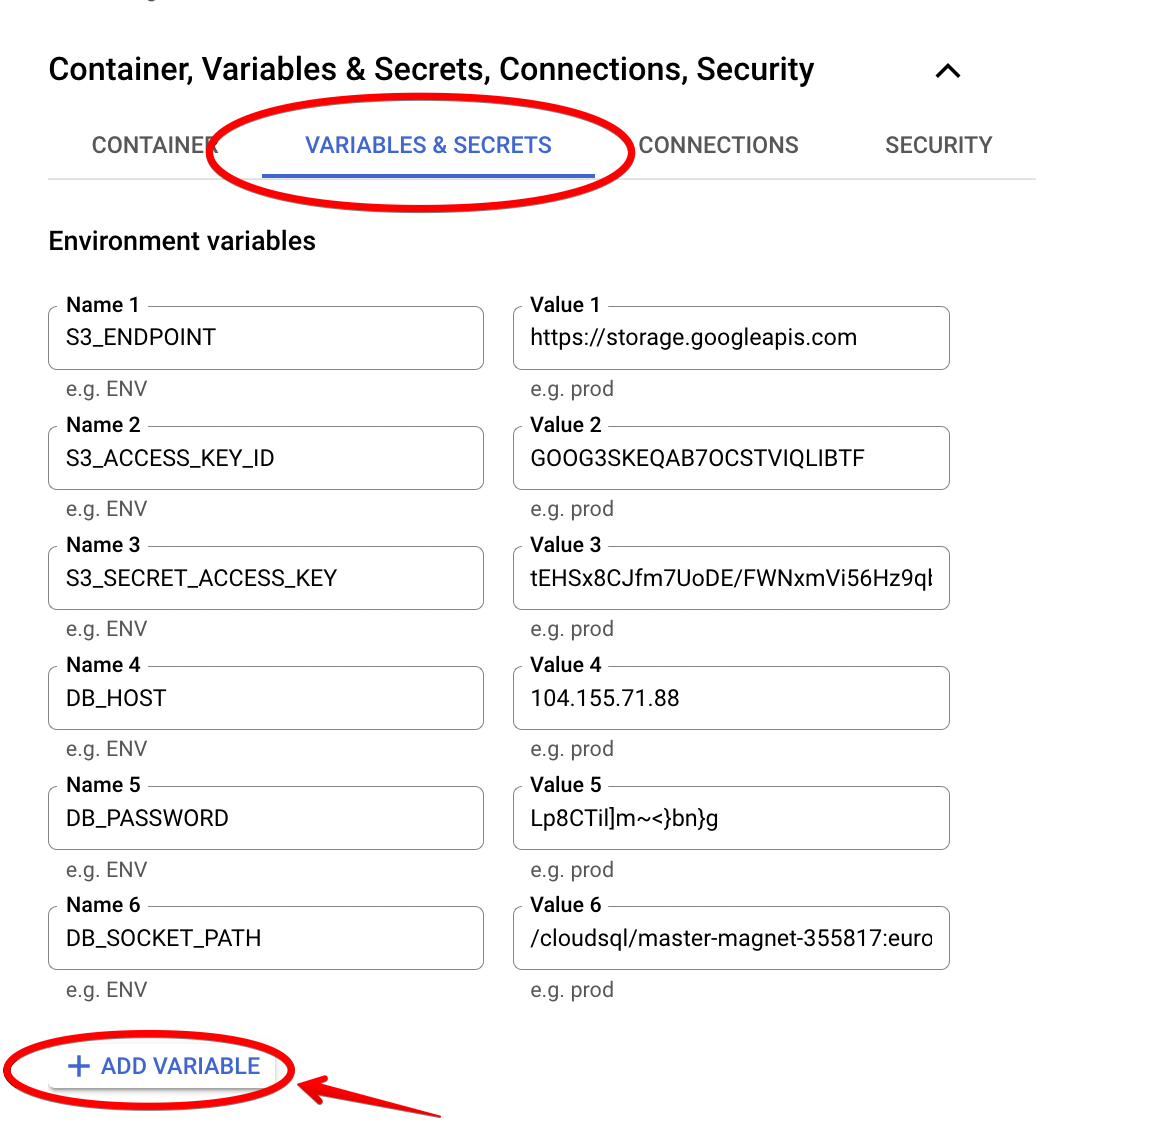 Container, Variables & Secrets, Connections, Security
CONTAINER VARIABLES & SECRETS CONNECTIONS SECURITY
Environment variables
Name 1 Value 1
S3_ENDPOINT https://storage.googleapis.com
e.g. ENV e.g. prod
Name 2 Value 2
S3_ACCESS_KEY_ID GOOG3SKEQAB7OCSTVIQLIBTF
e.g. ENV e.g. prod
Name 3 Value 3
S3_SECRET_ACCESS_KEY tEHSx8CJfm7UoDE/FWNxmVi56Hz9q
e.g. ENV e.g. prod
Name 4 Value 4
DB_HOST 104.155.71.88
e.g. ENV e.g. prod
Name 5 Value 5
DB_PASSWORD Lp8CTil]m~<}bn}g
e.g. ENV e.g. prod
Name 6 Value 6
DB_SOCKET_PATH /cloudsql/master-magnet-355817:euro
e.g. ENV e.g. prod
+ ADD VARIABLE